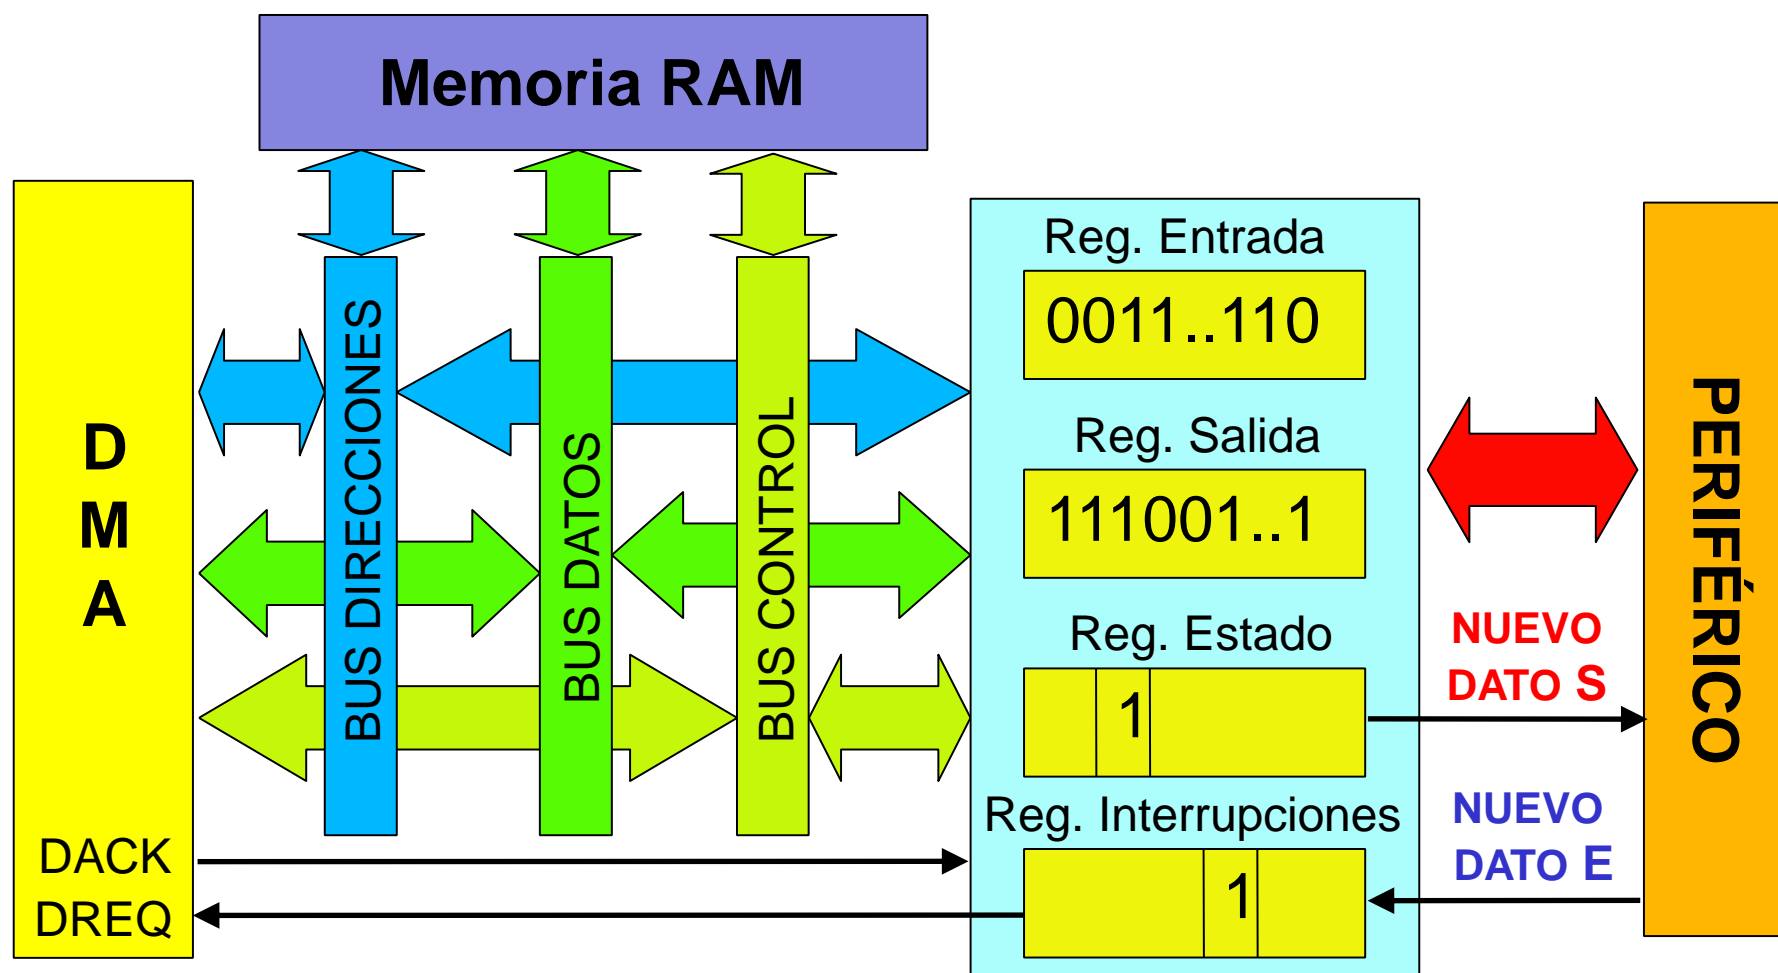 Memoria RAM
D
M
A
DACK
DREQ
BUS DIRECCIONES
BUS DATOS
BUS CONTROL
Reg. Entrada
0011..110
Reg. Salida
111001..1
Reg. Estado
1
Reg. Interrupciones
1
NUEVO
DATO S
NUEVO
DATO E
PERIFÉRICO